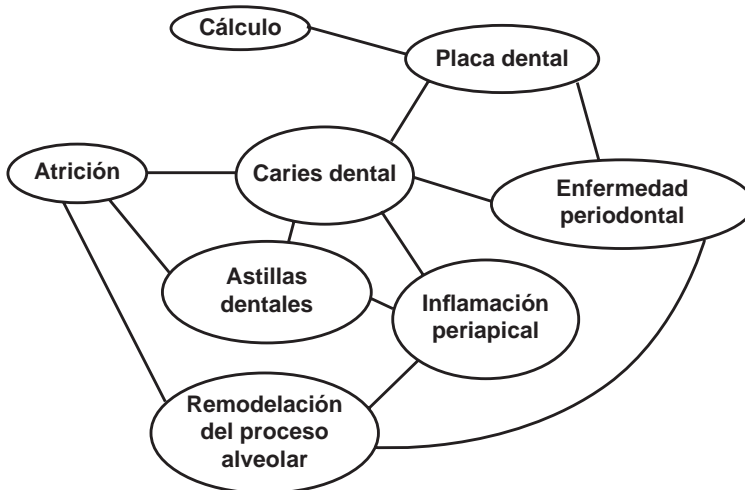 Cálculo
Placa dental
Atrición
Caries dental
Enfermedad
periodontal
Astillas
dentales
Inflamación
periapical
Remodelación
del proceso
alveolar